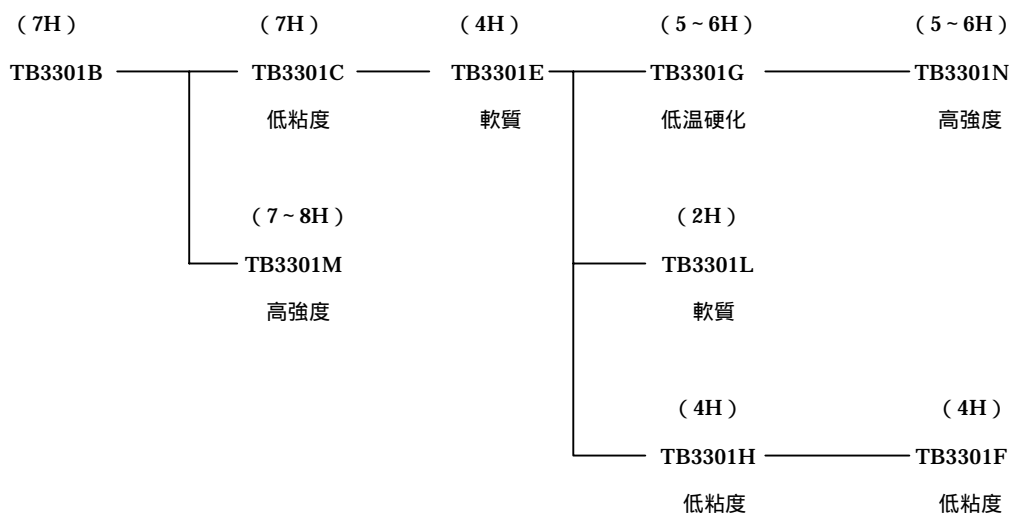 （7H） （7H） （4H） （5~6H） （5~6H）
TB3301B TB3301C TB3301E TB3301G TB3301N
低粘度 軟質 低温硬化 高強度
（7~8H） （2H）
TB3301M TB3301L
高強度 軟質
（4H） （4H）
TB3301H TB3301F
低粘度 低粘度